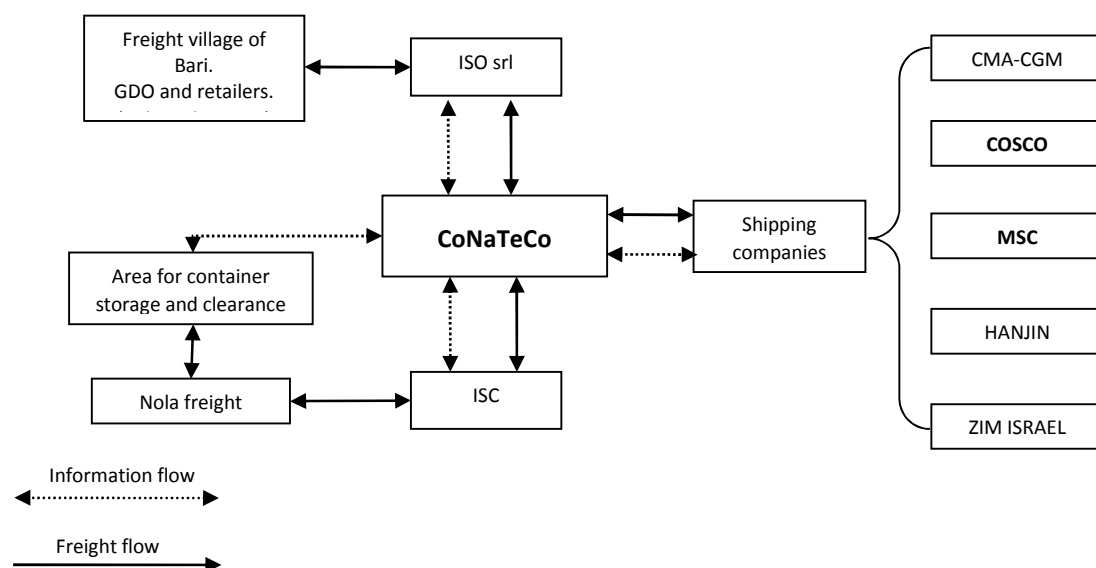 Freight village of
Bari.
GDO and retailers.
ISO srl
CMA-CGM
COSCO
CoNaTeCo
Shipping
companies
MSC
Area for container
storage and clearance
HANJIN
Nola freight
ISC
ZIM ISRAEL
Information flow
Freight flow